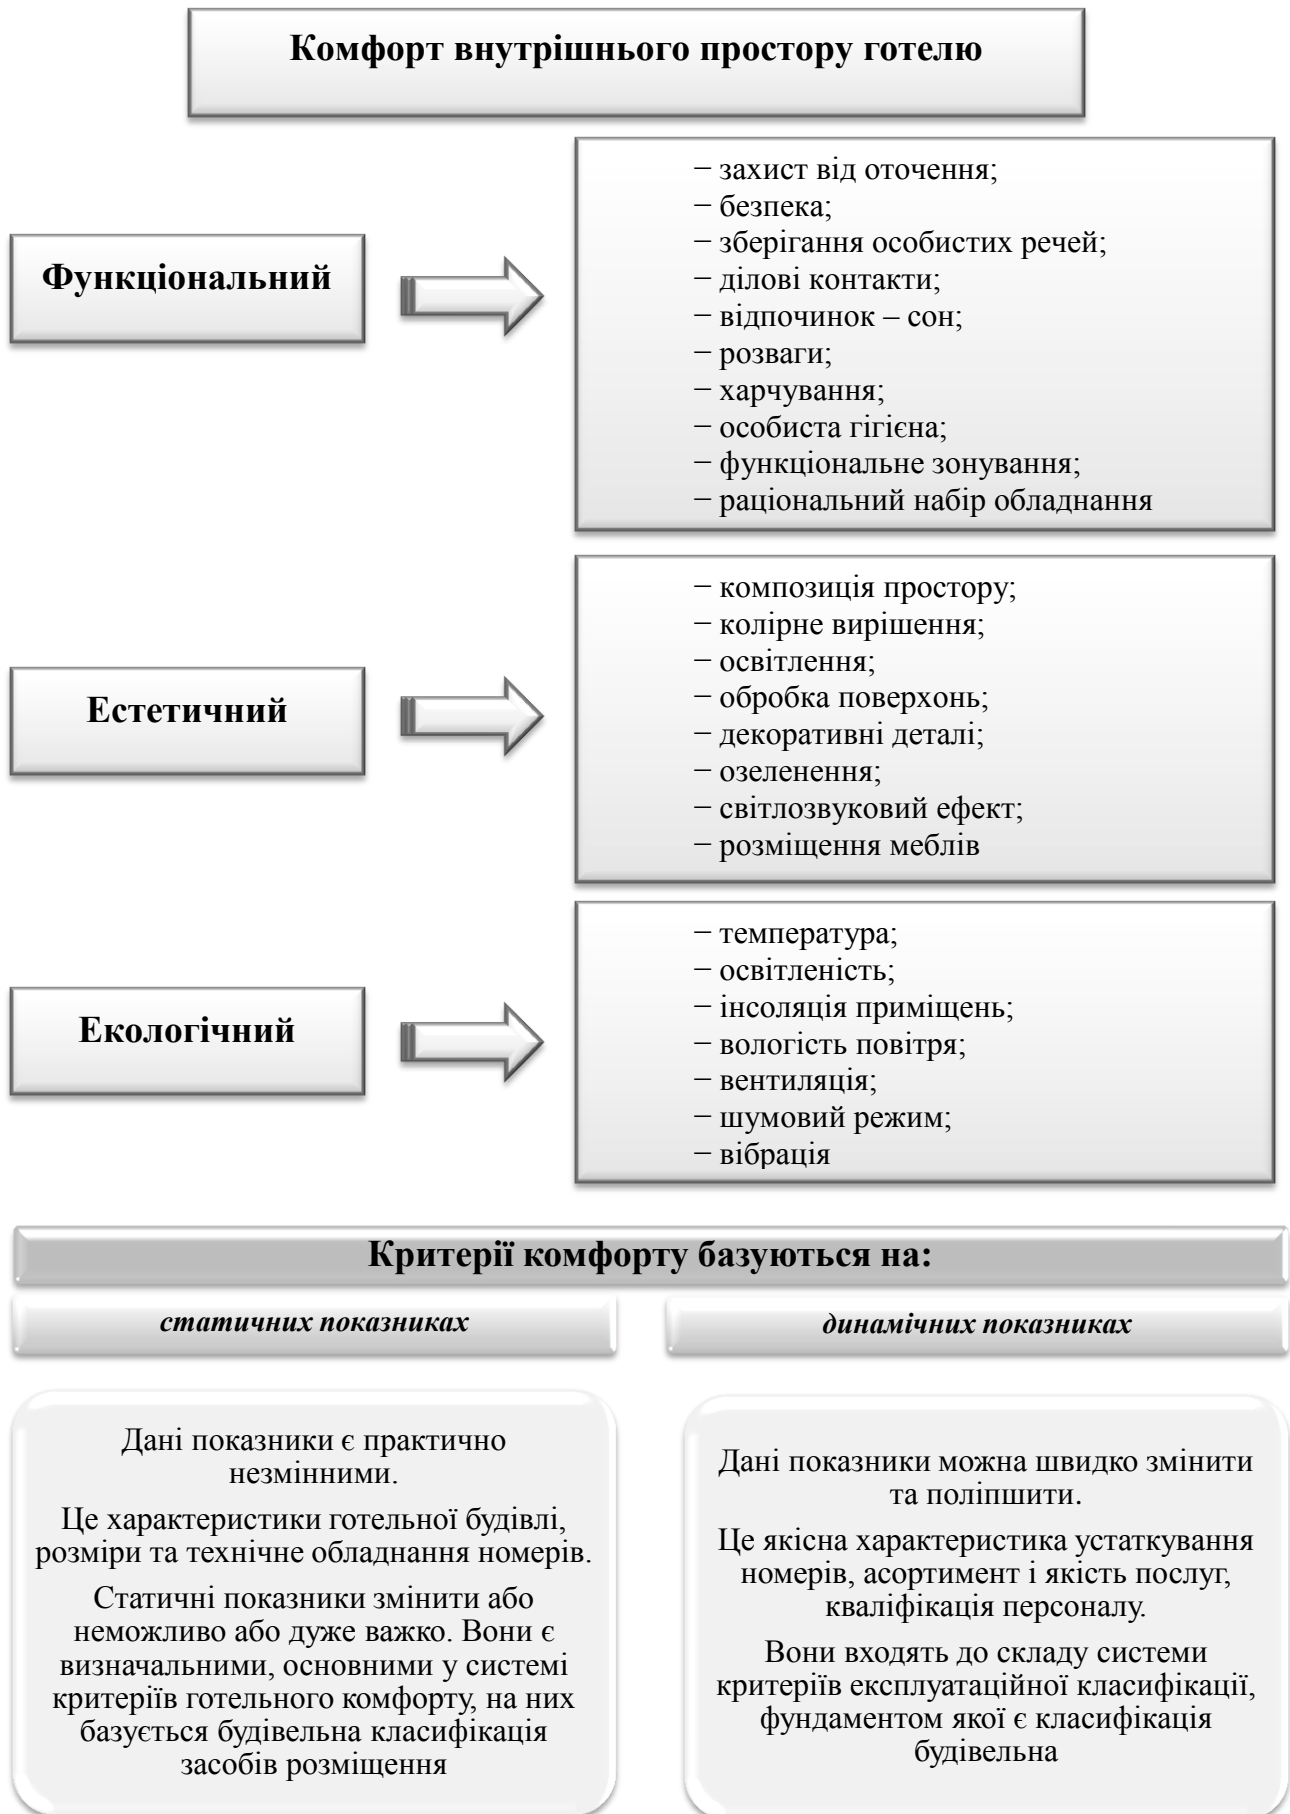 Комфорт внутрішнього простору готелю
Функціональний
− захист від оточення;
− безпека;
− зберігання особистих речей;
− ділові контакти;
− відпочинок – сон;
− розваги;
− харчування;
− особиста гігієна;
− функціональне зонування;
− раціональний набір обладнання
Естетичний
− композиція простору;
− колірне вирішення;
− освітлення;
− обробка поверхонь;
− декоративні деталі;
− озеленення;
− світлозвуковий ефект;
− розміщення меблів
Екологічний
− температура;
− освітленість;
− інсоляція приміщень;
− вологість повітря;
− вентиляція;
− шумовий режим;
− вібрація
Критерії комфорту базуються на:
статичних показниках
Дані показники є практично
незмінними.
Це характеристики готельної будівлі,
розміри та технічне обладнання номерів.
Статичні показники змінити або
неможливо або дуже важко. Вони є
визначальними, основними у системі
критеріїв готельного комфорту, на них
базується будівельна класифікація
засобів розміщення
динамічних показниках
Дані показники можна швидко змінити
та поліпшити.
Це якісна характеристика устаткування
номерів, асортимент і якість послуг,
кваліфікація персоналу.
Вони входять до складу системи
критеріїв експлуатаційної класифікації,
фундаментом якої є класифікація
будівельна